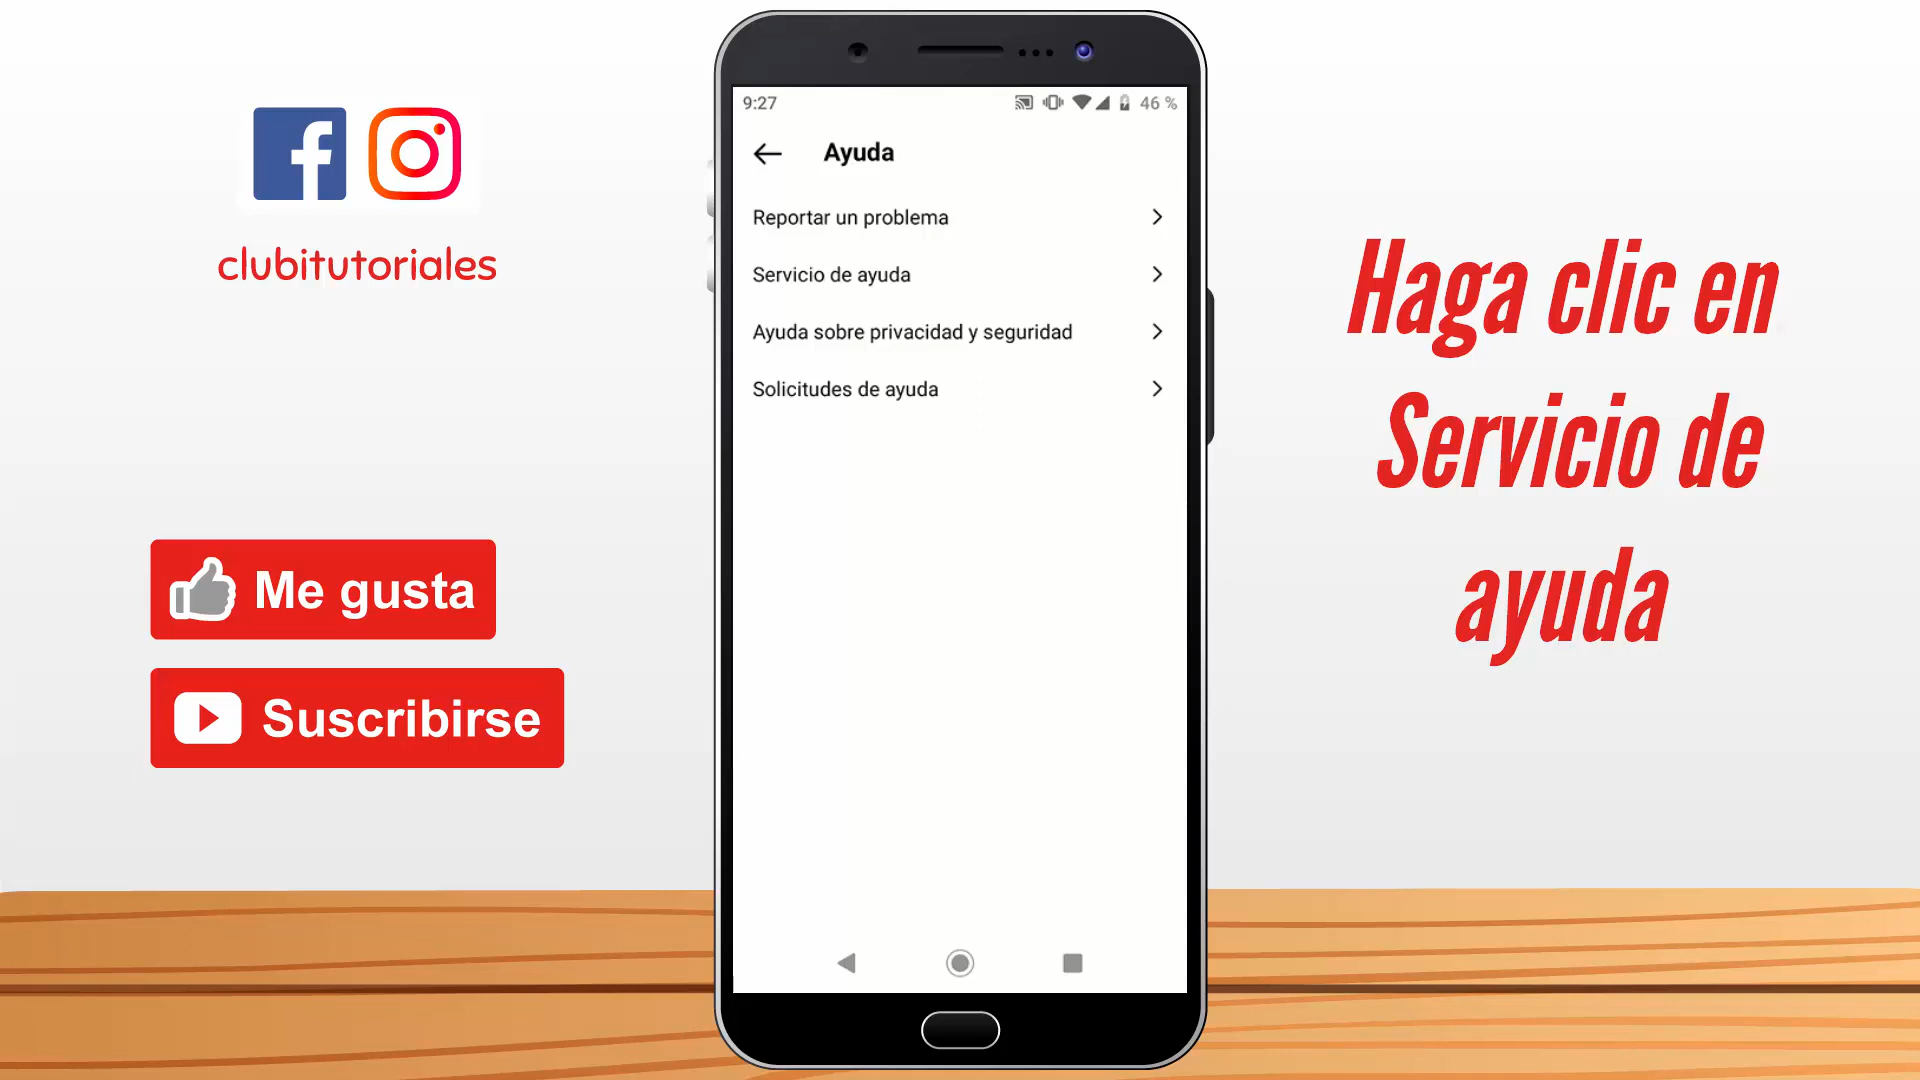 clubitutoriales
Me gusta
Suscribirse
9:27
46 %
Ayuda
Reportar un problema
Servicio de ayuda
Ayuda sobre privacidad y seguridad
Solicitudes de ayuda
Haga clic en
Servicio de
ayuda